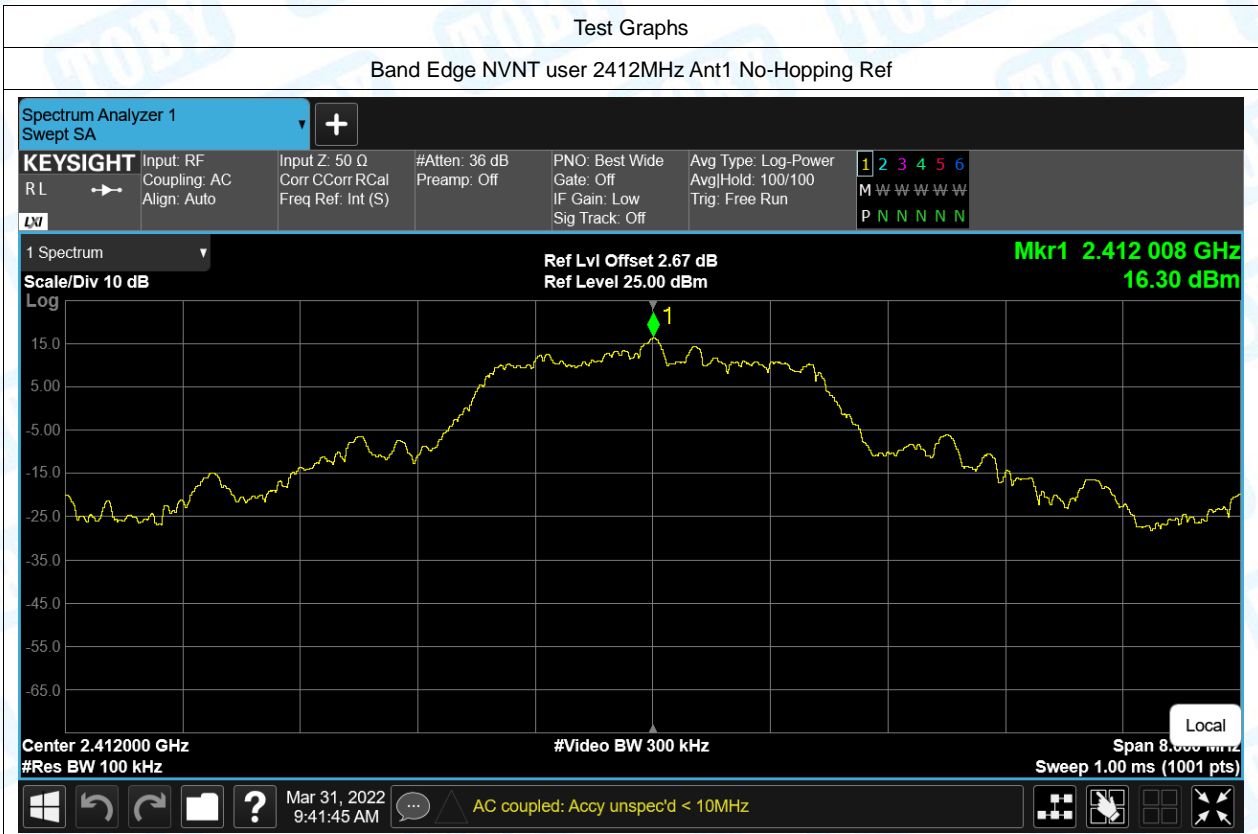 Test Graphs
Band Edge NVNT user 2412MHz Ant1 No-Hopping Ref
Spectrum Analyzer 1
Swept SA
+
KEYSIGHT
R L
LXI
Input: RF
Coupling: AC
Align: Auto
Input Z: 50 Ω
Corr CCorr RCal
Freq Ref: Int (S)
#Atten: 36 dB
Preamp: Off
PNO: Best Wide
Gate: Off
IF Gain: Low
Sig Track: Off
Avg Type: Log-Power
Avg|Hold: 100/100
Trig: Free Run
1 2 3 4 5 6
M W W W W W
P N N N N N
1 Spectrum
Scale/Div 10 dB
Ref Lvl Offset 2.67 dB
Ref Level 25.00 dBm
Mkr1 2.412 008 GHz
16.30 dBm
Log
1
15.0
5.00
-5.00
-15.0
-25.0
-35.0
-45.0
-55.0
-65.0
Local
Center 2.412000 GHz
#Video BW 300 kHz
Span 8.000 MHz
#Res BW 100 kHz
Sweep 1.00 ms (1001 pts)
?
Mar 31, 2022
9:41:45 AM
AC coupled: Accy unspec'd < 10MHz
TOBY
TOBY
TOBY